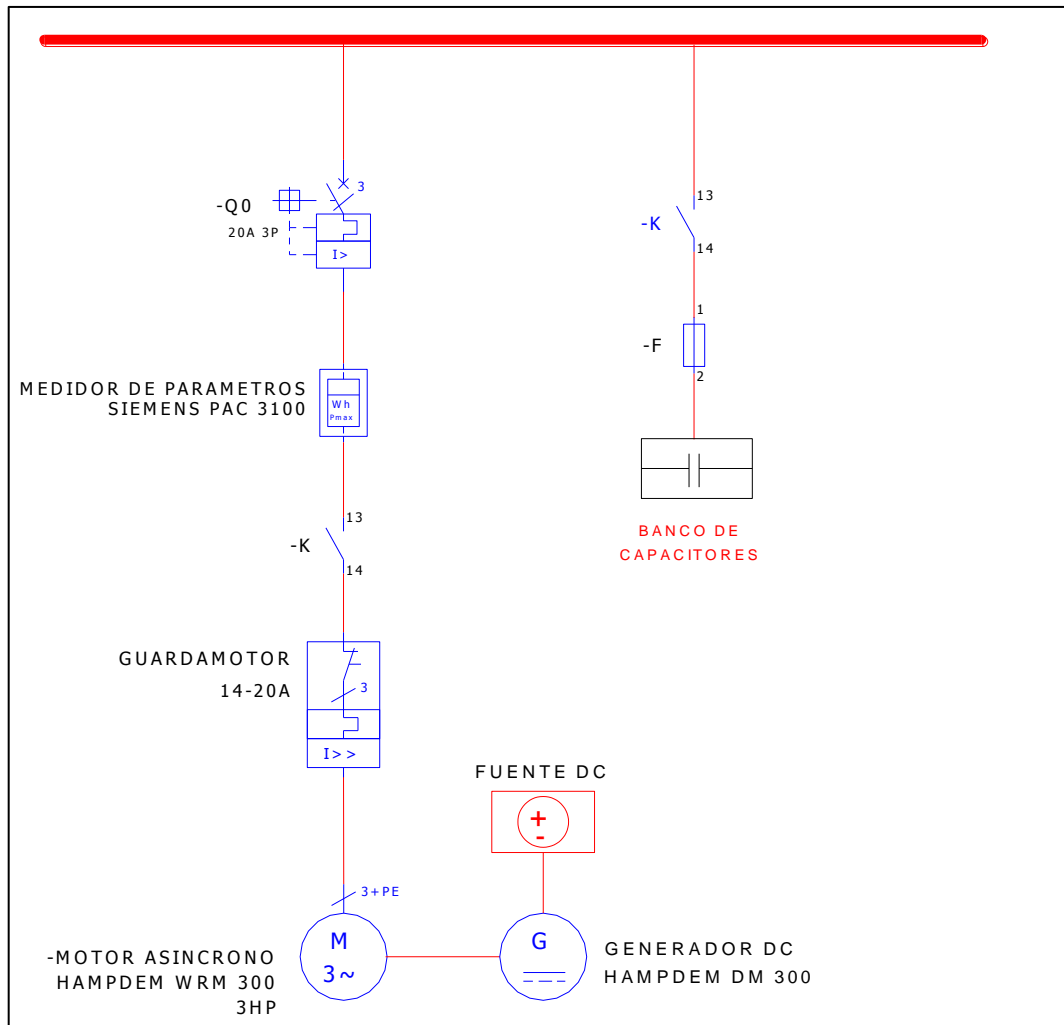 3
-Q0
20A 3P
I>
13
-K
14
1
-F
2
MEDIDOR DE PARAMETROS
SIEMENS PAC 3100
Wh
Pmax
BANCO DE
CAPACITORES
13
-K
14
GUARDAMOTOR
14-20A
3
I>>
FUENTE DC
+
-
3+PE
M
3~
-MOTOR ASINCRONO
HAMPDEM WRM 300
3HP
G
GENERADOR DC
HAMPDEM DM 300